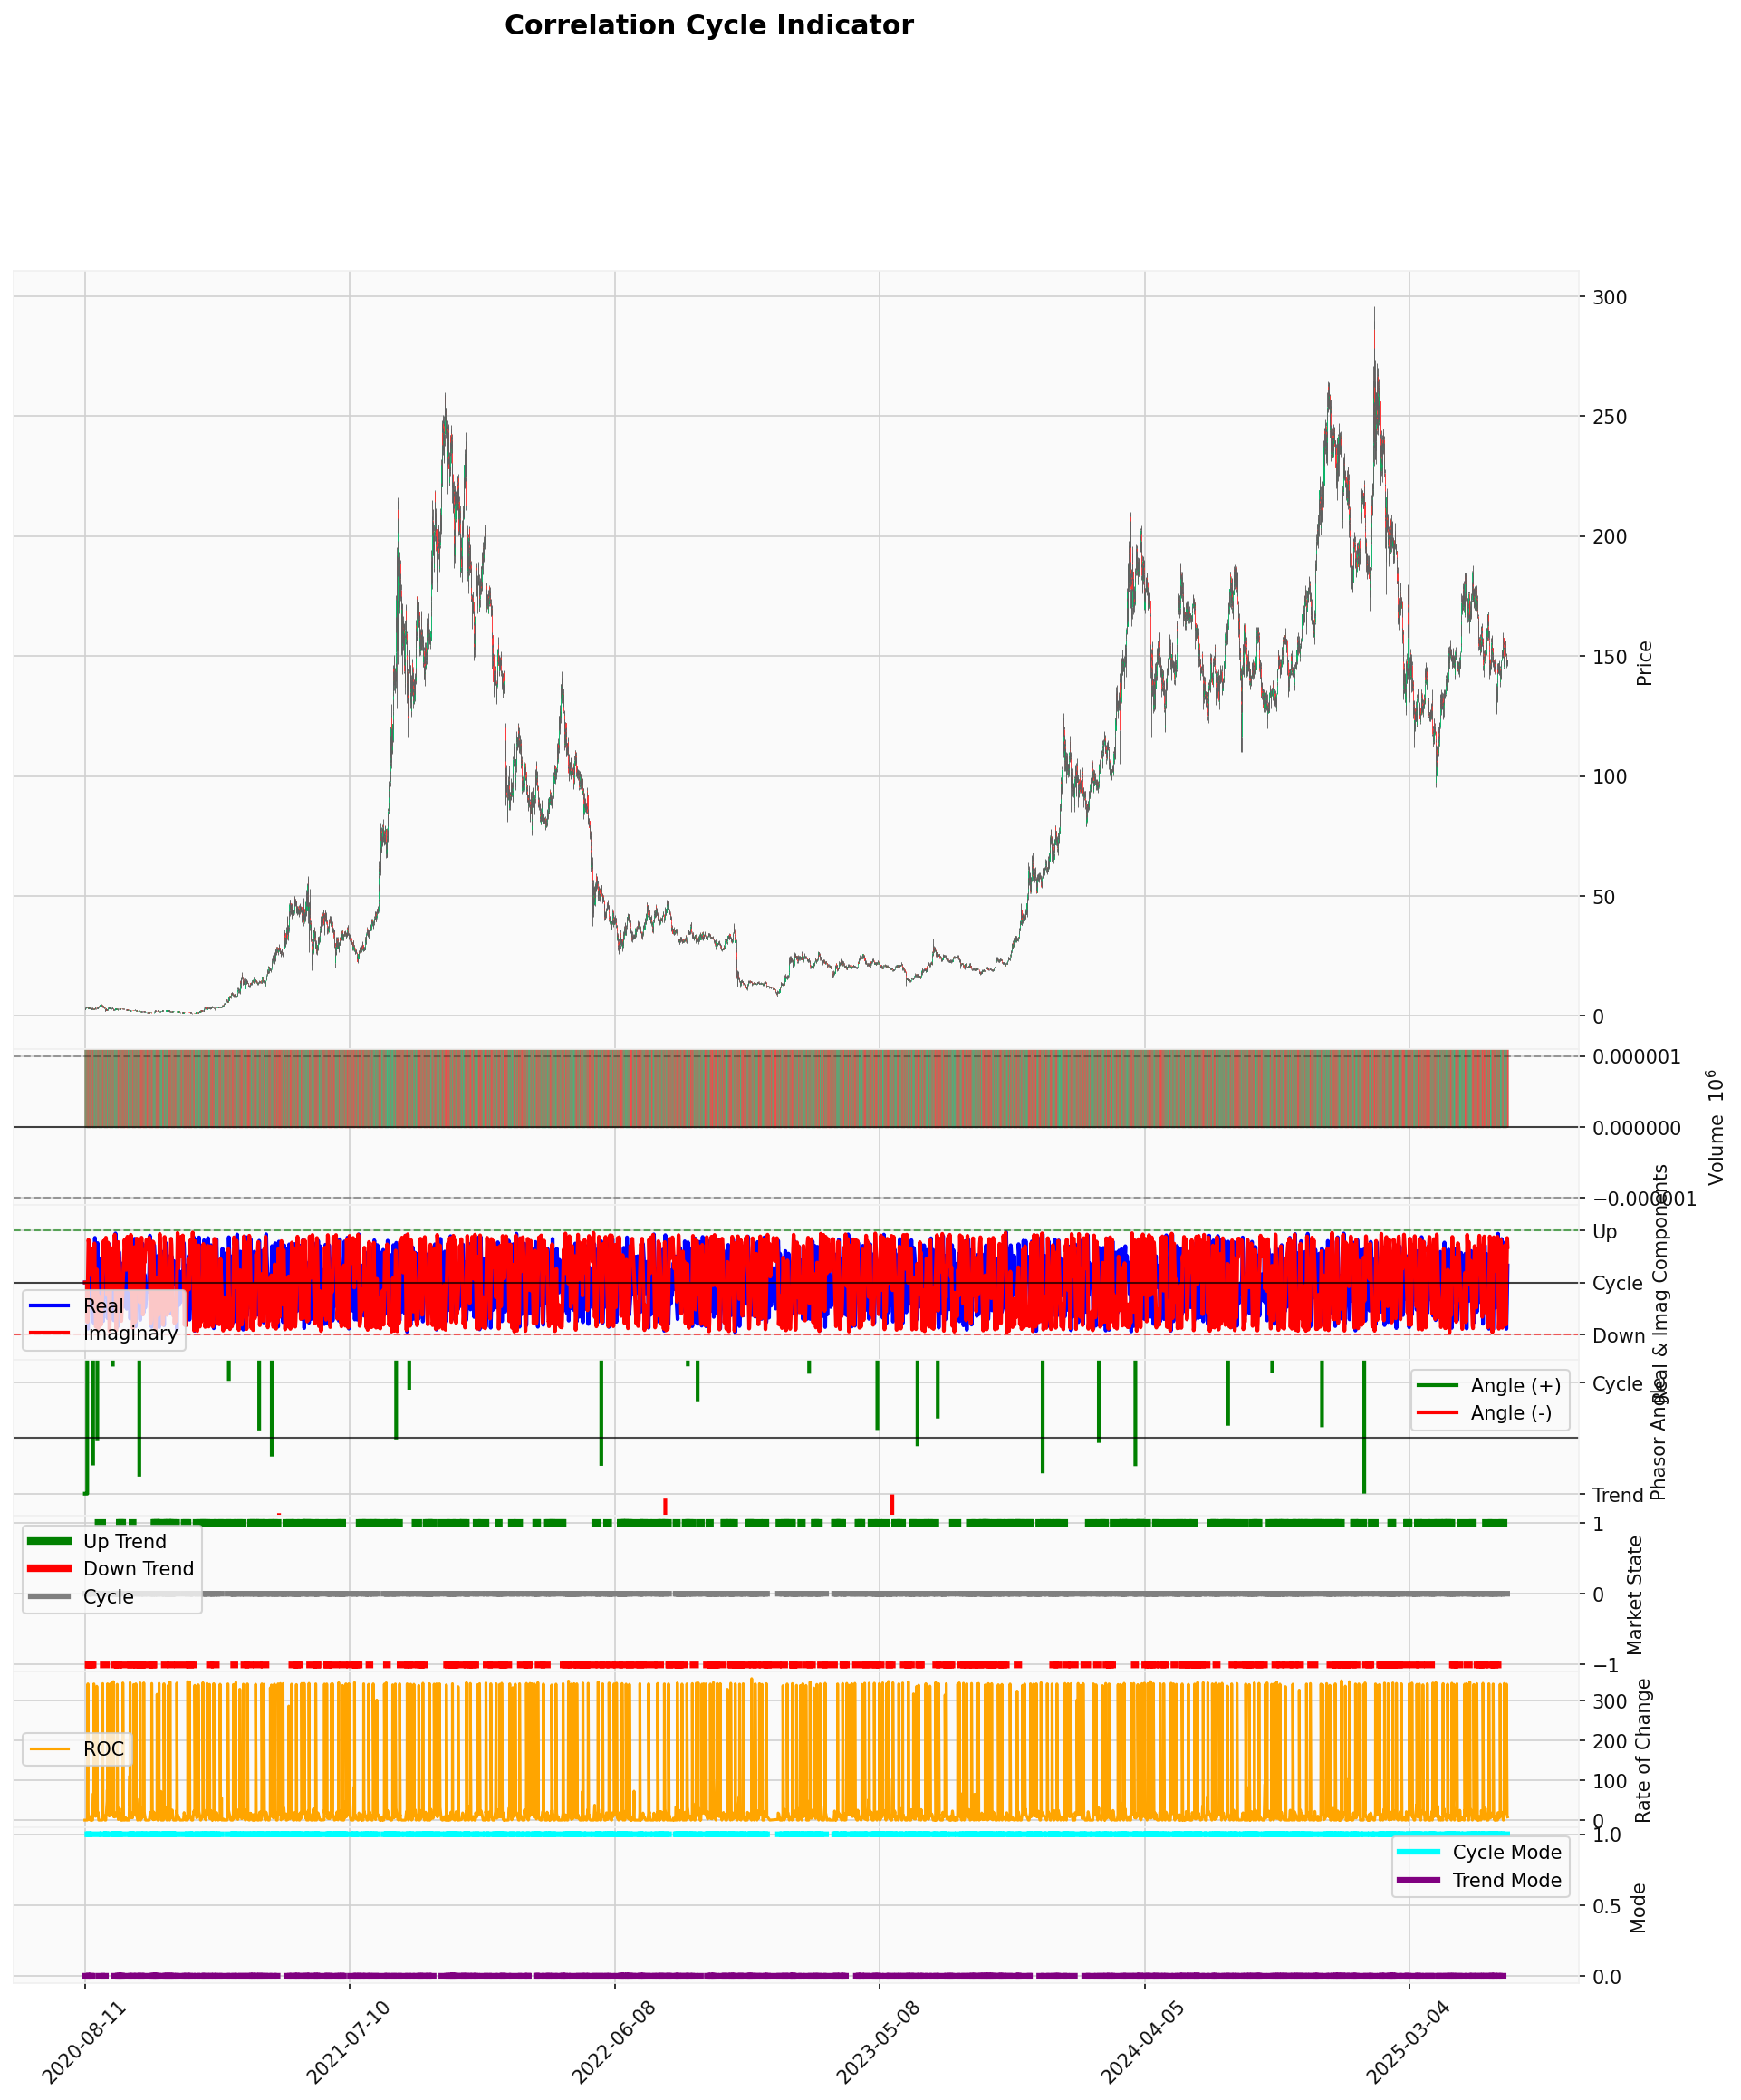 Correlation Cycle Indicator
300
250
200
150
100
50
0
Price
0.000001
0.000000
−0.000001
Volume 10⁶
Up
Cycle
Down
Real & Imag Components
Real
Imaginary
Cycle
Trend
Phasor Angle
Angle (+)
Angle (-)
1
0
−1
Market State
Up Trend
Down Trend
Cycle
300
200
100
0
Rate of Change
ROC
1.0
0.5
0.0
Mode
Cycle Mode
Trend Mode
2020-08-11
2021-07-10
2022-06-08
2023-05-08
2024-04-05
2025-03-04